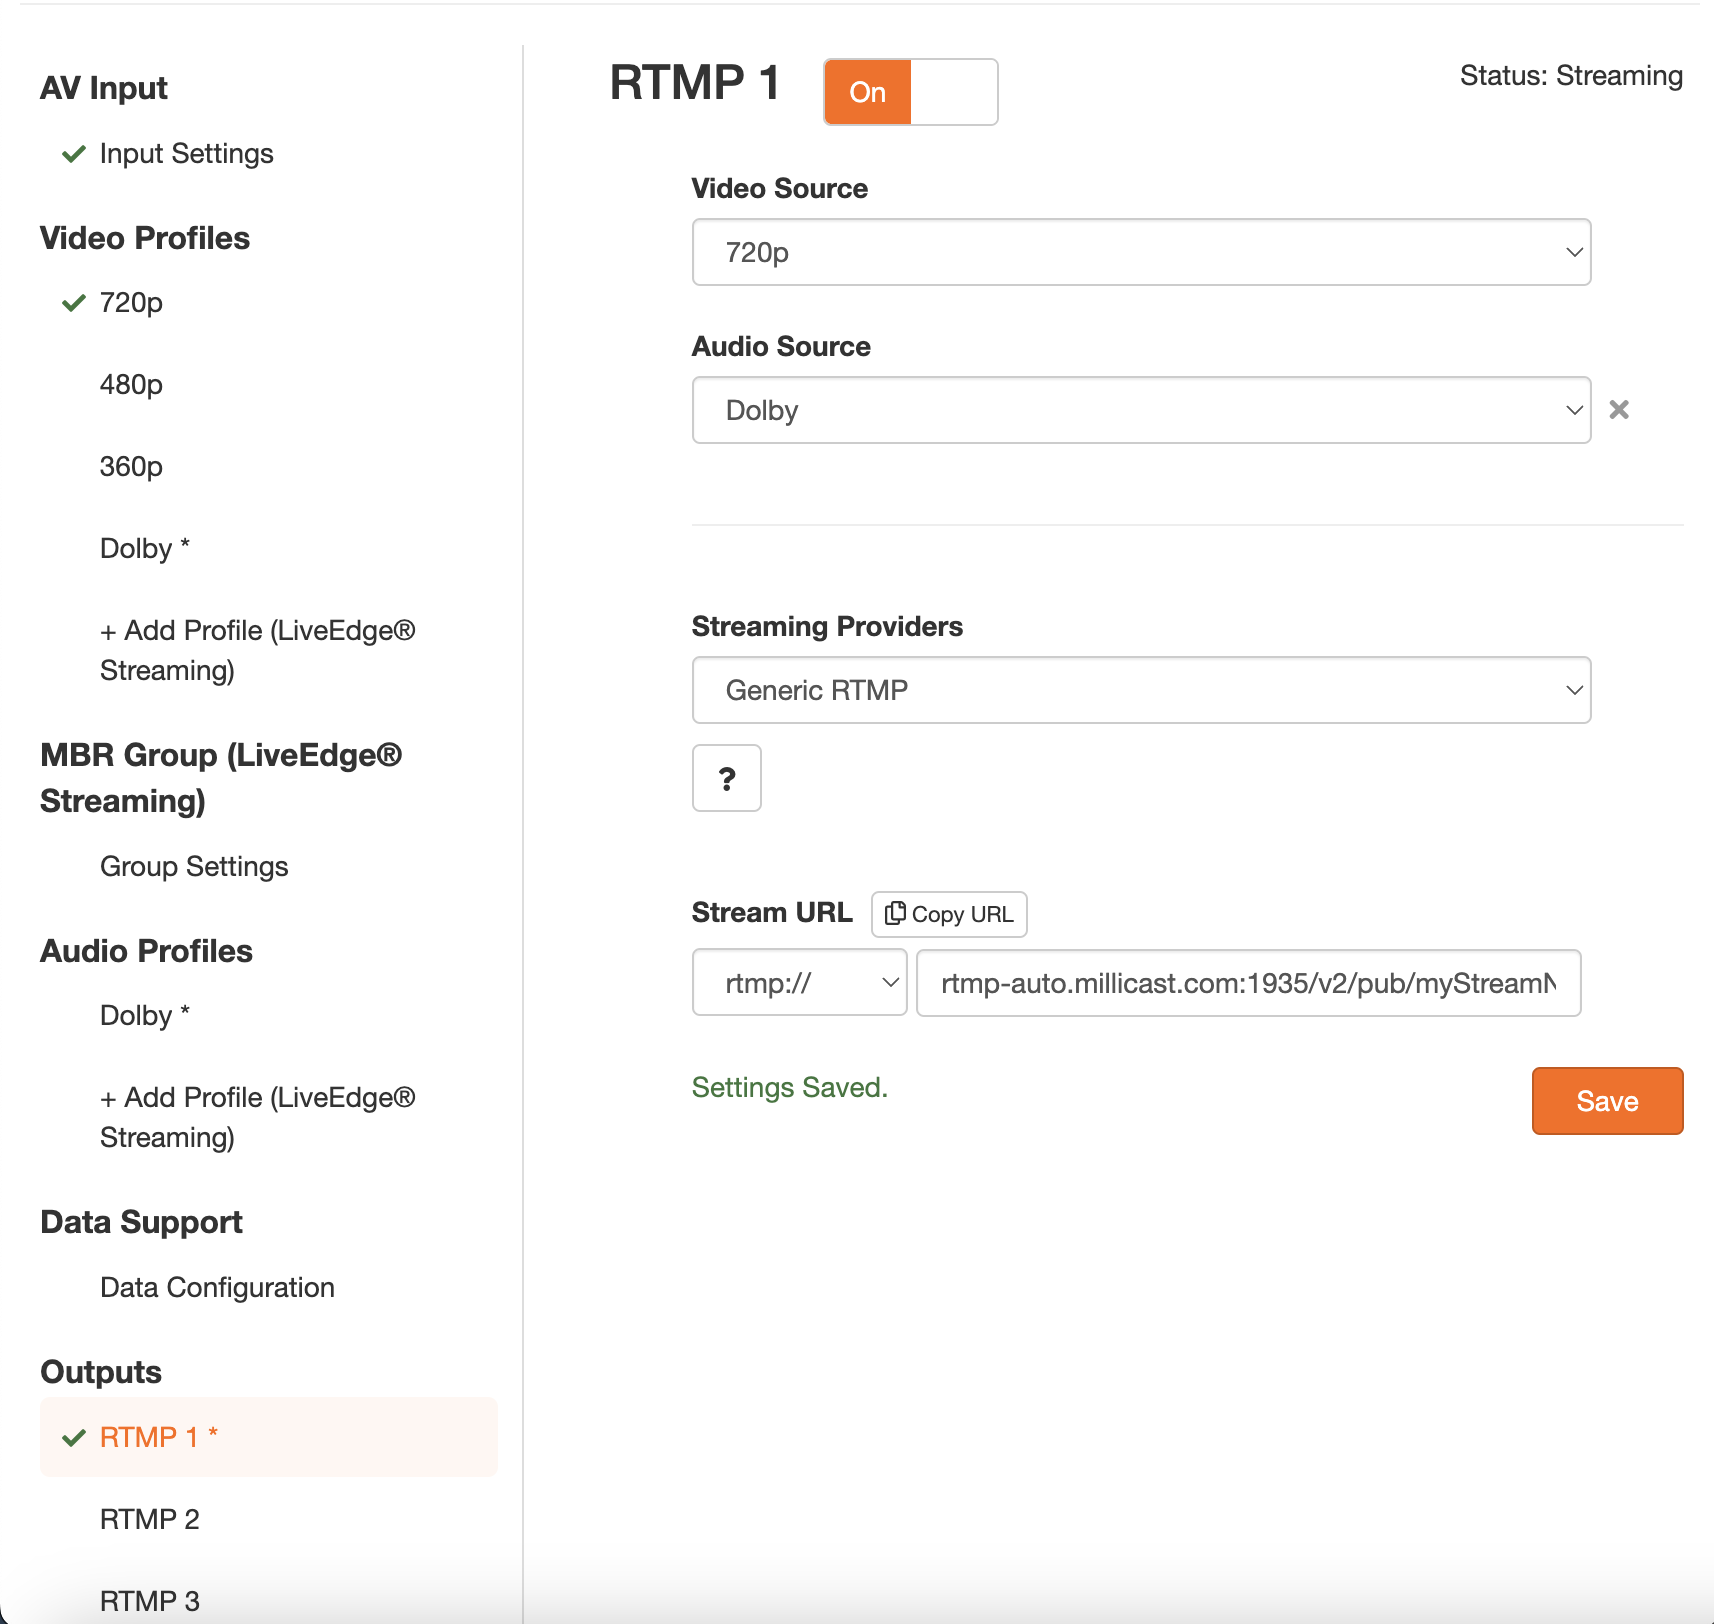 AV Input
Input Settings
Video Profiles
720p
480p
360p
Dolby *
+ Add Profile (LiveEdge®
Streaming)
MBR Group (LiveEdge®
Streaming)
Group Settings
Audio Profiles
Dolby *
+ Add Profile (LiveEdge®
Streaming)
Data Support
Data Configuration
Outputs
RTMP 1 *
RTMP 2
RTMP 3
RTMP 1
On
Status: Streaming
Video Source
720p
Audio Source
Dolby
Streaming Providers
Generic RTMP
?
Stream URL
Copy URL
rtmp://
rtmp-auto.millicast.com:1935/v2/pub/myStreamN
Settings Saved.
Save